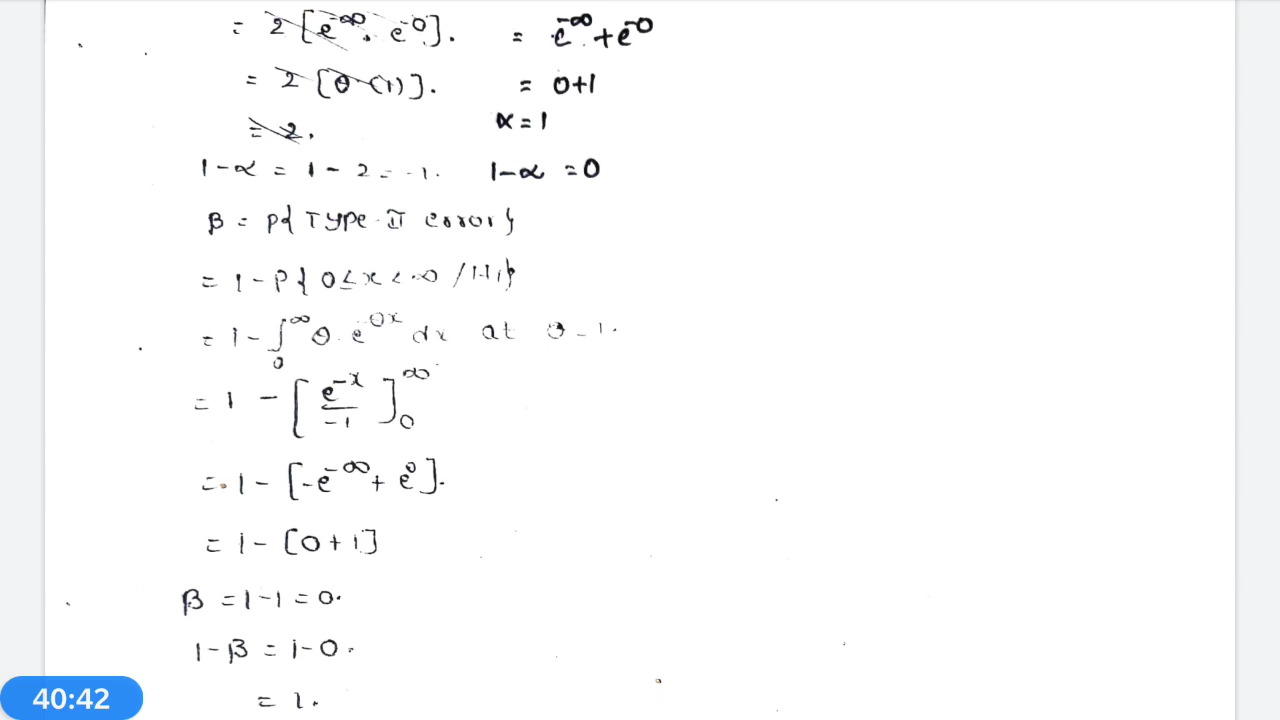 = 2 [e^-∞ . e^-0]. = e^-∞ + e^-0
= 2 [0 - (1)]. = 0+1
= 2. α = 1
1-α = 1 - 2 = -1. 1-α = 0
β = P{ Type-II error}
= 1 - P{ 0 ≤ x < ∞ / H₁}
= 1 - ∫₀^∞ θ. e^-θx dx at θ = 1.
= 1 - [e^-x / -1]₀^∞
= 1 - [-e^-∞ + e^0].
= 1 - [0 + 1]
β = 1 - 1 = 0.
1 - β = 1 - 0.
= 1.
40:42